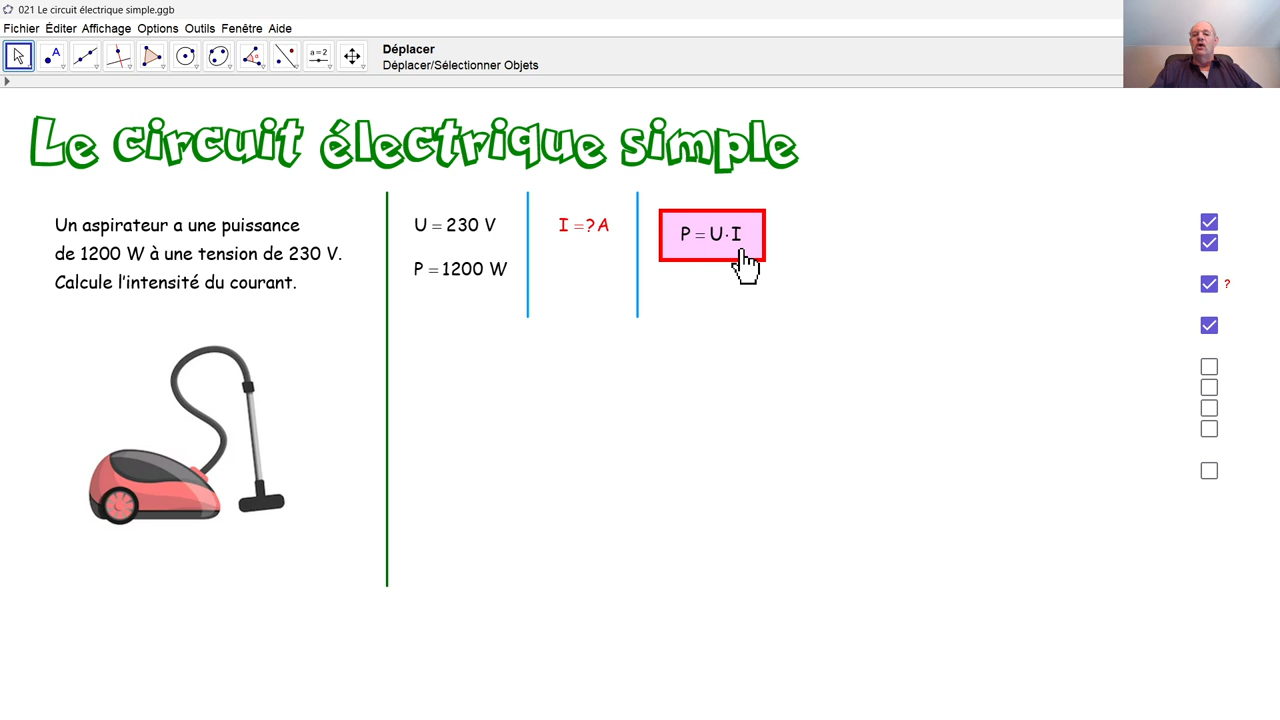 021 Le circuit électrique simple.ggb
Fichier Éditer Affichage Options Outils Fenêtre Aide
A
a=2
Déplacer
Déplacer/Sélectionner Objets
Le circuit électrique simple
Un aspirateur a une puissance
de 1200 W à une tension de 230 V.
Calcule l'intensité du courant.
U = 230 V
P = 1200 W
I = ? A
P = U·I
?